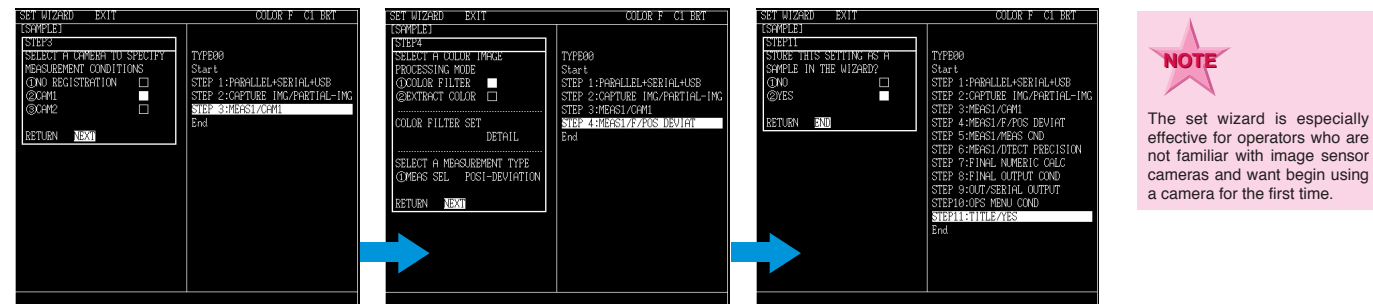 SET WIZARD EXIT COLOR F C1 BRT
[SAMPLE]
STEP3
SELECT A CAMERA TO SPECIFY
MEASUREMENT CONDITIONS
①NO REGISTRATION
②CAM1
③CAM2
RETURN NEXT
TYPE00
Start
STEP 1:PARALLEL+SERIAL+USB
STEP 2:CAPTURE IMG/PARTIAL-IMG
STEP 3:MEAS1/CAM1
End
SET WIZARD EXIT COLOR F C1 BRT
[SAMPLE]
STEP4
SELECT A COLOR IMAGE
PROCESSING MODE
①COLOR FILTER
②EXTRACT COLOR
COLOR FILTER SET
DETAIL
SELECT A MEASUREMENT TYPE
①MEAS SEL POSI-DEVIATION
RETURN NEXT
TYPE00
Start
STEP 1:PARALLEL+SERIAL+USB
STEP 2:CAPTURE IMG/PARTIAL-IMG
STEP 3:MEAS1/CAM1
STEP 4:MEAS1/F/POS DEVIAT
End
SET WIZARD EXIT COLOR F C1 BRT
[SAMPLE]
STEP11
STORE THIS SETTING AS A
SAMPLE IN THE WIZARD?
①NO
②YES
RETURN END
TYPE00
Start
STEP 1:PARALLEL+SERIAL+USB
STEP 2:CAPTURE IMG/PARTIAL-IMG
STEP 3:MEAS1/CAM1
STEP 4:MEAS1/F/POS DEVIAT
STEP 5:MEAS1/MEAS CND
STEP 6:MEAS1/DTECT PRECISION
STEP 7:FINAL NUMERIC CALC
STEP 8:FINAL OUTPUT COND
STEP 9:OUT/SERIAL OUTPUT
STEP10:OPS MENU COND
STEP11:TITLE/YES
End
NOTE
The set wizard is especially
effective for operators who are
not familiar with image sensor
cameras and want begin using
a camera for the first time.